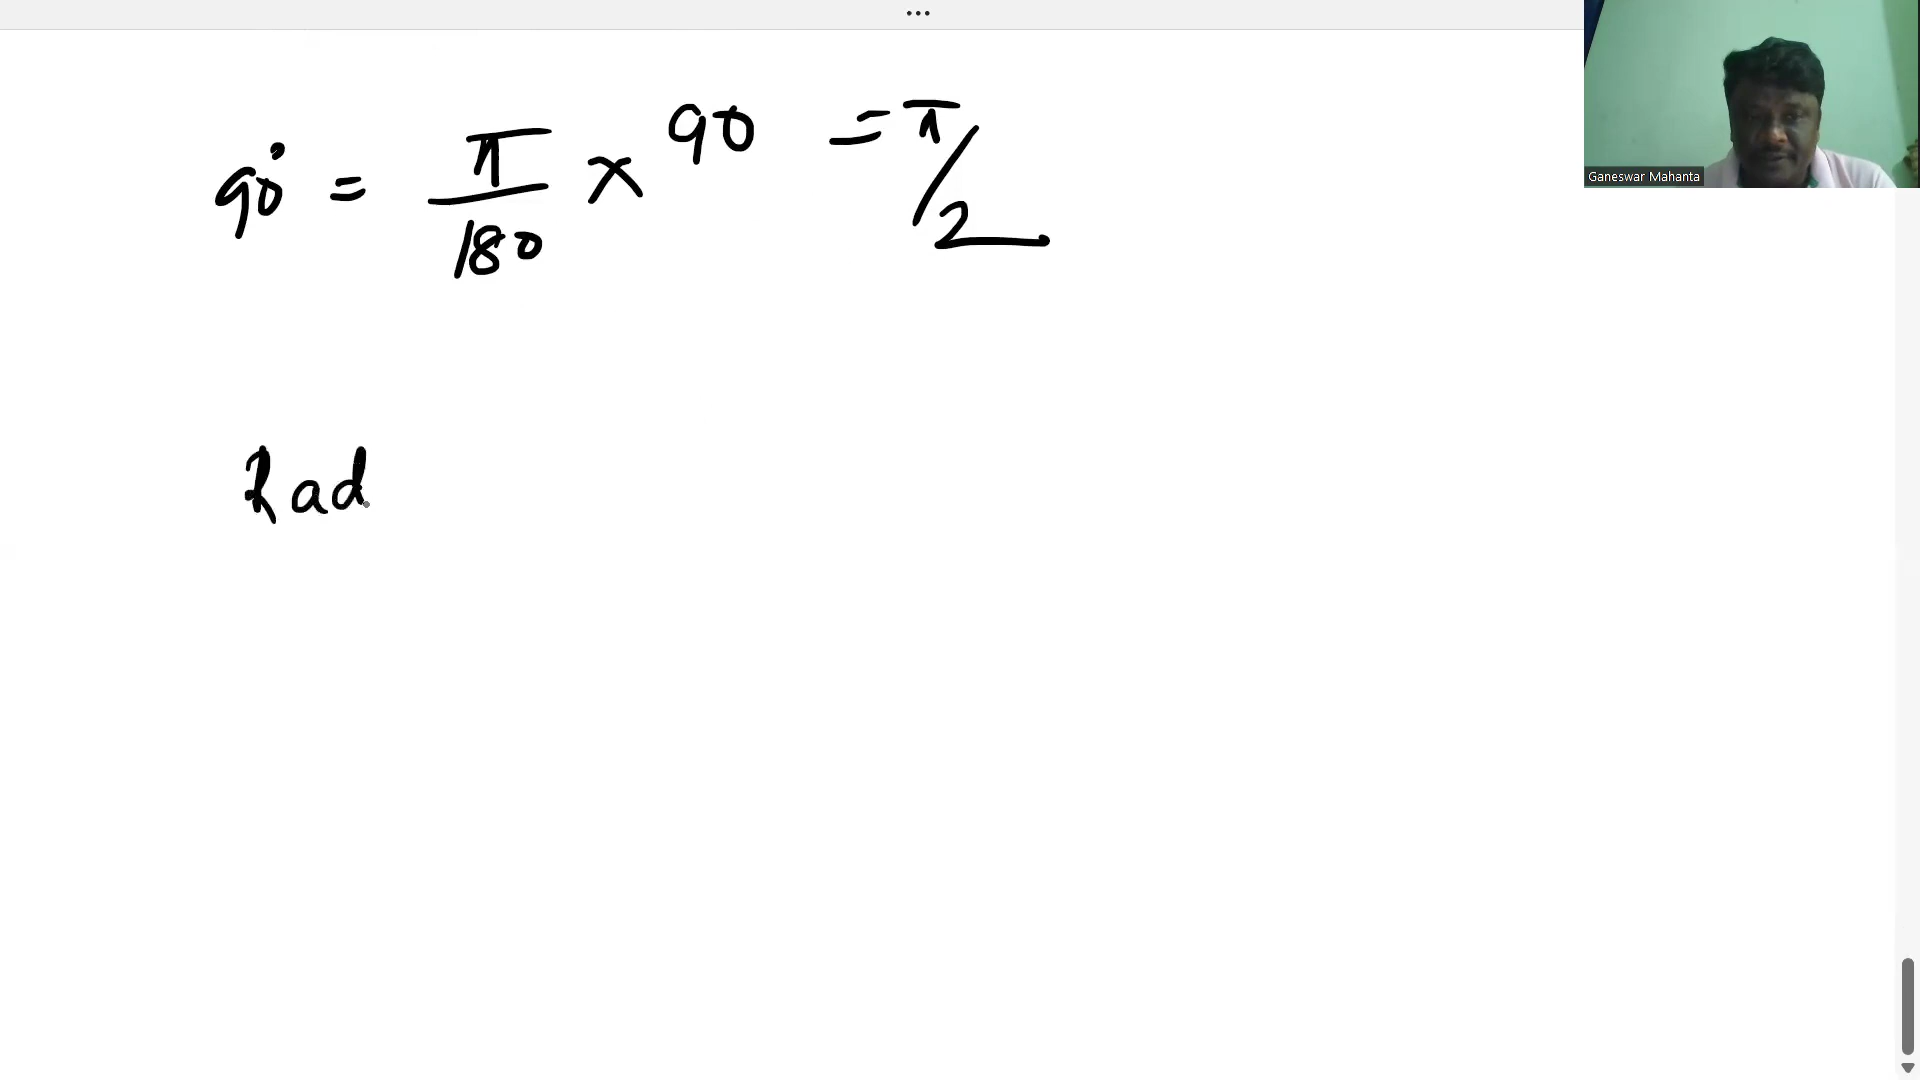 ...
90° = π/180 × 90 = π/2
Ganeswar Mahanta
Rad